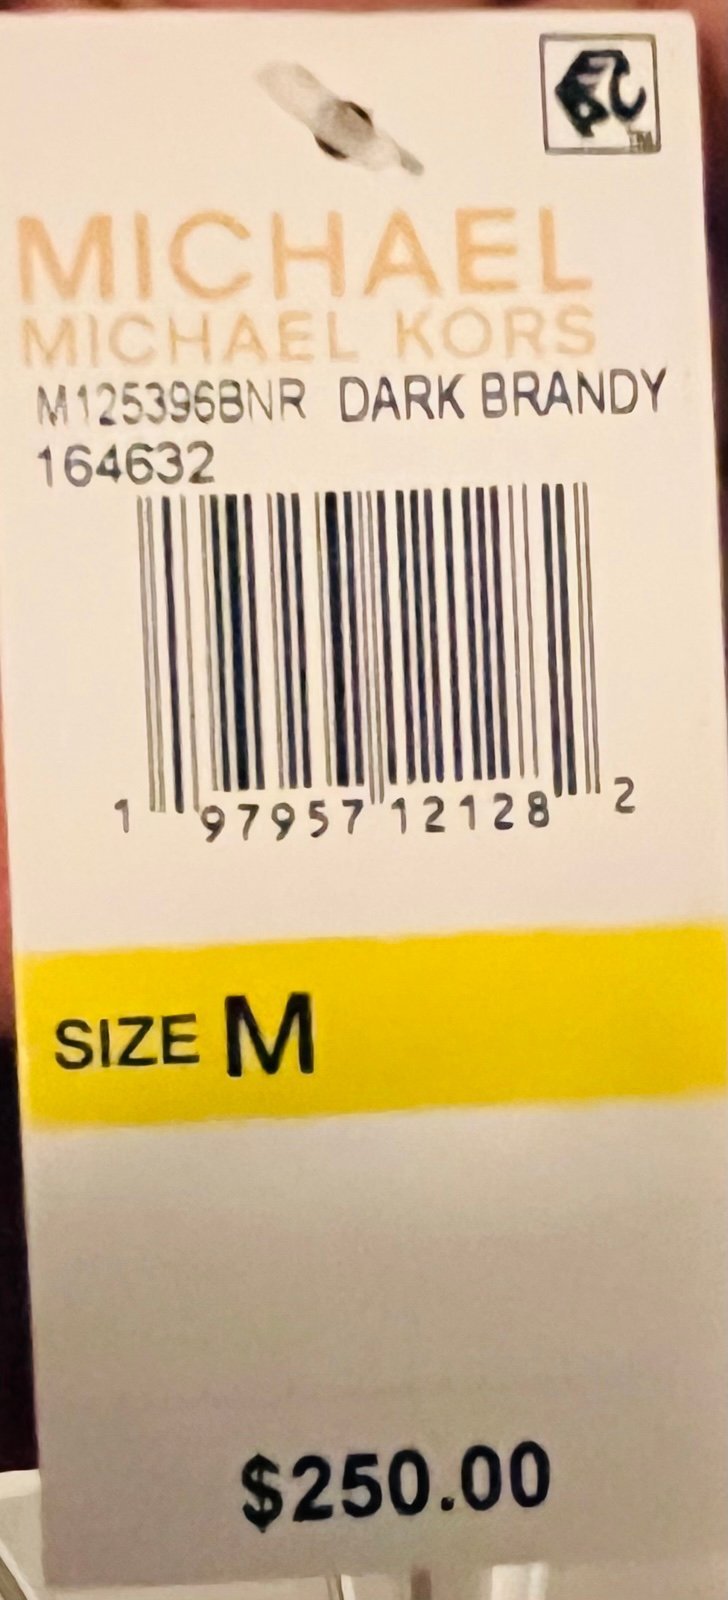 MICHAEL
MICHAEL KORS
M125396BNR DARK BRANDY
164632
1 97957 12128 2
SIZE M
$250.00